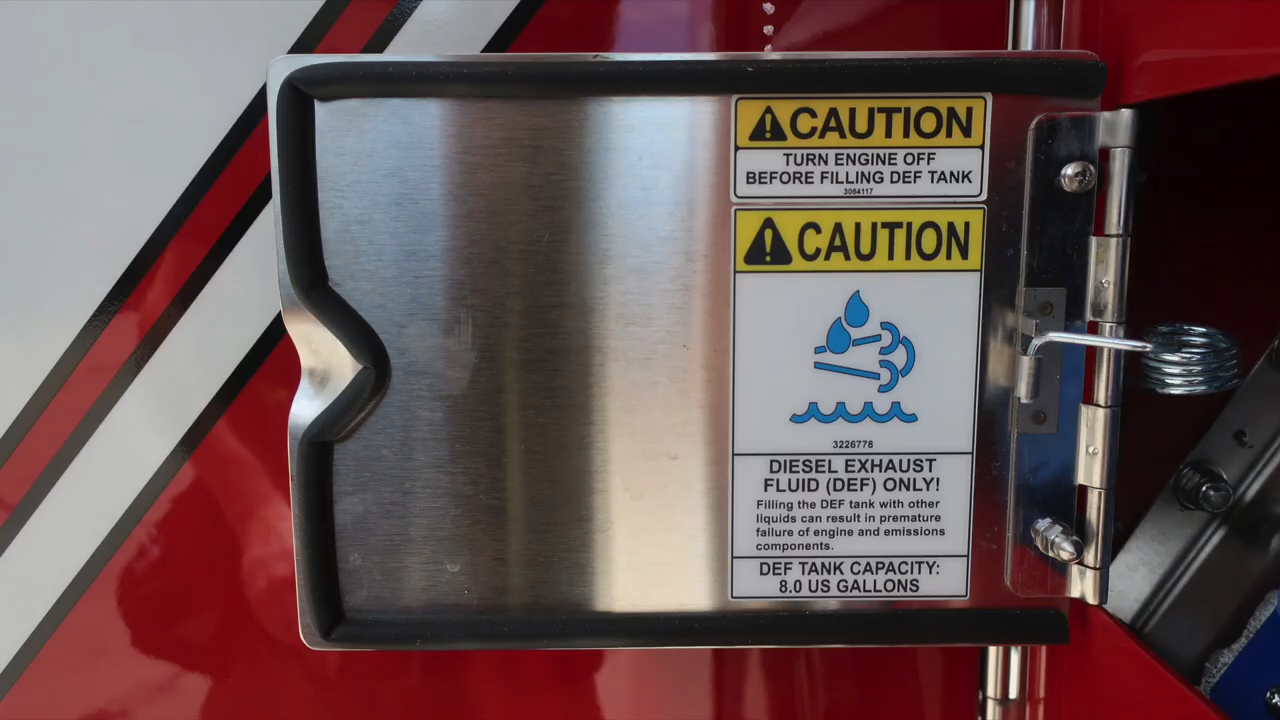 CAUTION
TURN ENGINE OFF
BEFORE FILLING DEF TANK
3064117
CAUTION
3226778
DIESEL EXHAUST
FLUID (DEF) ONLY!
Filling the DEF tank with other
liquids can result in premature
failure of engine and emissions
components.
DEF TANK CAPACITY:
8.0 US GALLONS